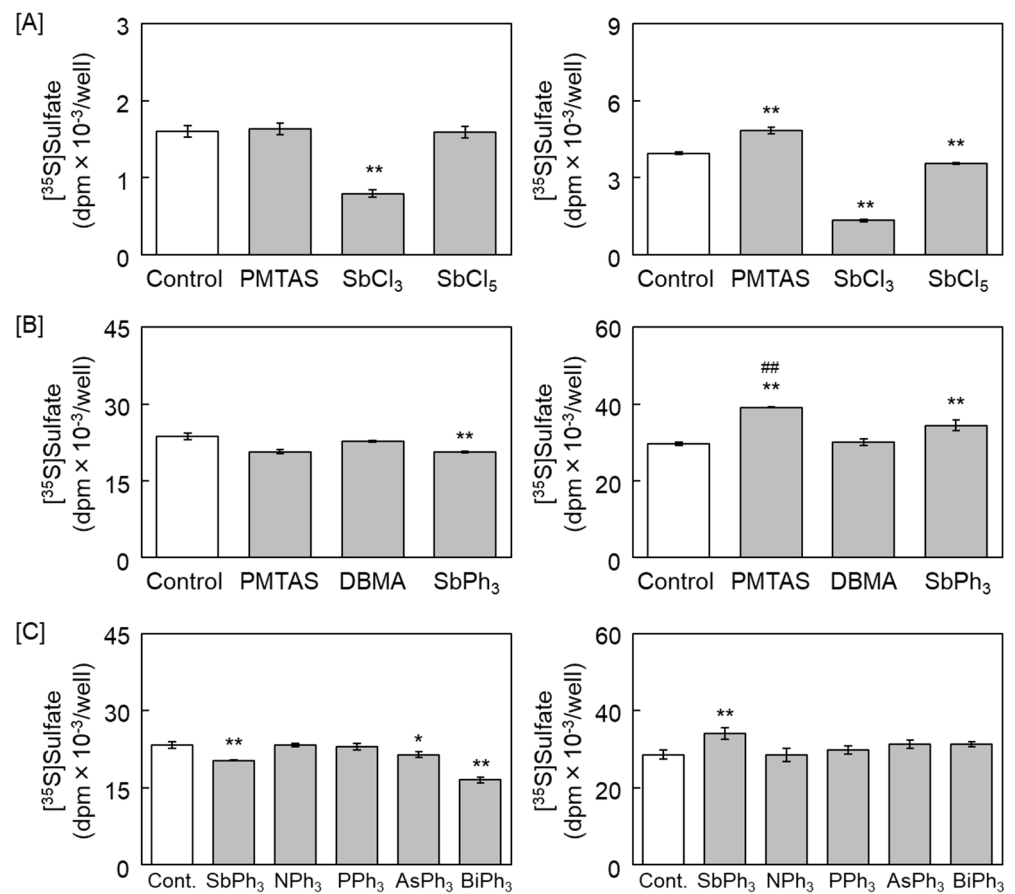 [A]
[³⁵S]Sulfate
(dpm × 10⁻³/well)
3
2
1
0
**
Control PMTAS SbCl₃ SbCl₅
[³⁵S]Sulfate
(dpm × 10⁻³/well)
9
6
3
0
** ** **
Control PMTAS SbCl₃ SbCl₅
[B]
[³⁵S]Sulfate
(dpm × 10⁻³/well)
45
30
15
0
**
Control PMTAS DBMA SbPh₃
[³⁵S]Sulfate
(dpm × 10⁻³/well)
60
40
20
0
##
** **
Control PMTAS DBMA SbPh₃
[C]
[³⁵S]Sulfate
(dpm × 10⁻³/well)
45
30
15
0
** * **
Cont. SbPh₃ NPh₃ PPh₃ AsPh₃ BiPh₃
[³⁵S]Sulfate
(dpm × 10⁻³/well)
60
40
20
0
**
Cont. SbPh₃ NPh₃ PPh₃ AsPh₃ BiPh₃